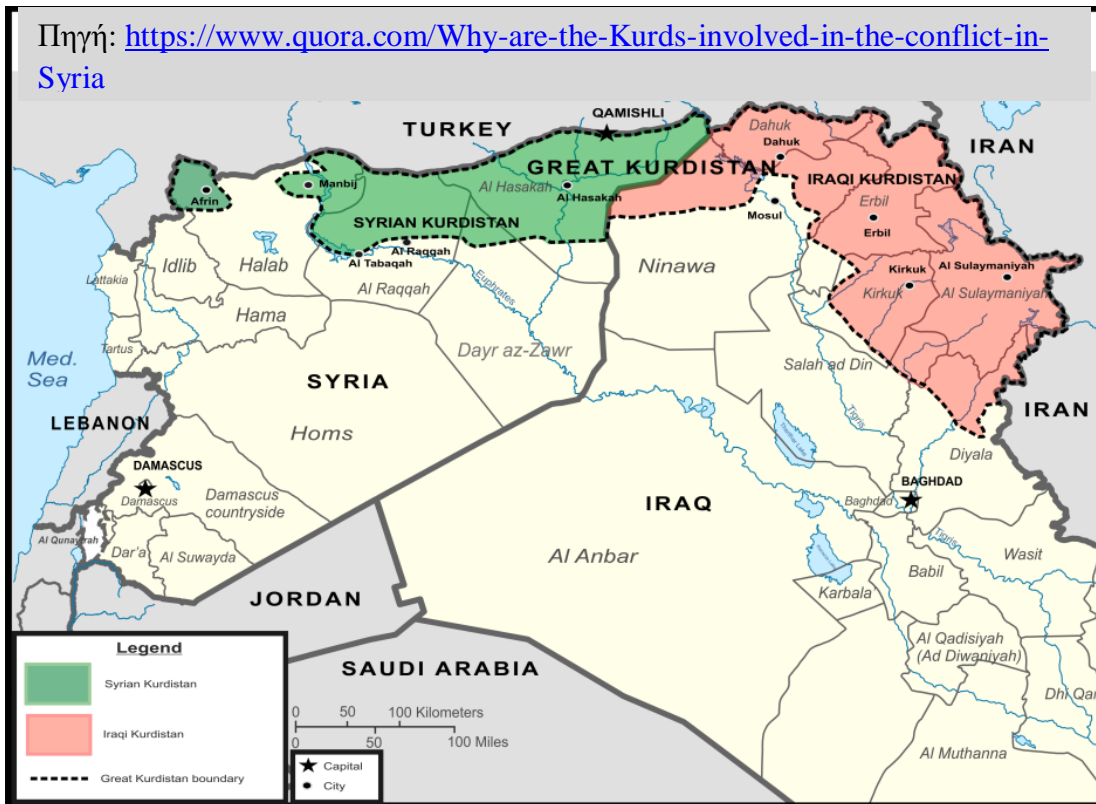 Πηγή: https://www.quora.com/Why-are-the-Kurds-involved-in-the-conflict-in-
Syria
QAMISHLI
TURKEY
Dahuk
Dahuk
IRAN
GREAT KURDISTAN
Manbij
Al Hasakah
Al Hasakah
IRAQI KURDISTAN
Afrin
Erbil
Erbil
SYRIAN KURDISTAN
Mosul
Al Raqqah
Al Tabaqah
Idlib
Halab
Ninawa
Kirkuk
Kirkuk
Al Sulaymaniyah
Al Sulaymaniyah
Lattakia
Al Raqqah
Euphrates
Hama
Tartus
Dayr az-Zawr
Med.
Sea
Salah ad Din
SYRIA
LEBANON
Homs
Tigris
IRAN
Diyala
DAMASCUS
Damascus
Damascus
countryside
BAGHDAD
Baghdad
IRAQ
Al Qunaytrah
Dar'a
Al Suwayda
Al Anbar
Tigris
Wasit
Babil
Karbala'
JORDAN
Al Qadisiyah
(Ad Diwaniyah)
SAUDI ARABIA
Dhi Qar
Al Muthanna
Legend
Syrian Kurdistan
Iraqi Kurdistan
Great Kurdistan boundary
0 50 100 Kilometers
0 50 100 Miles
Capital
City